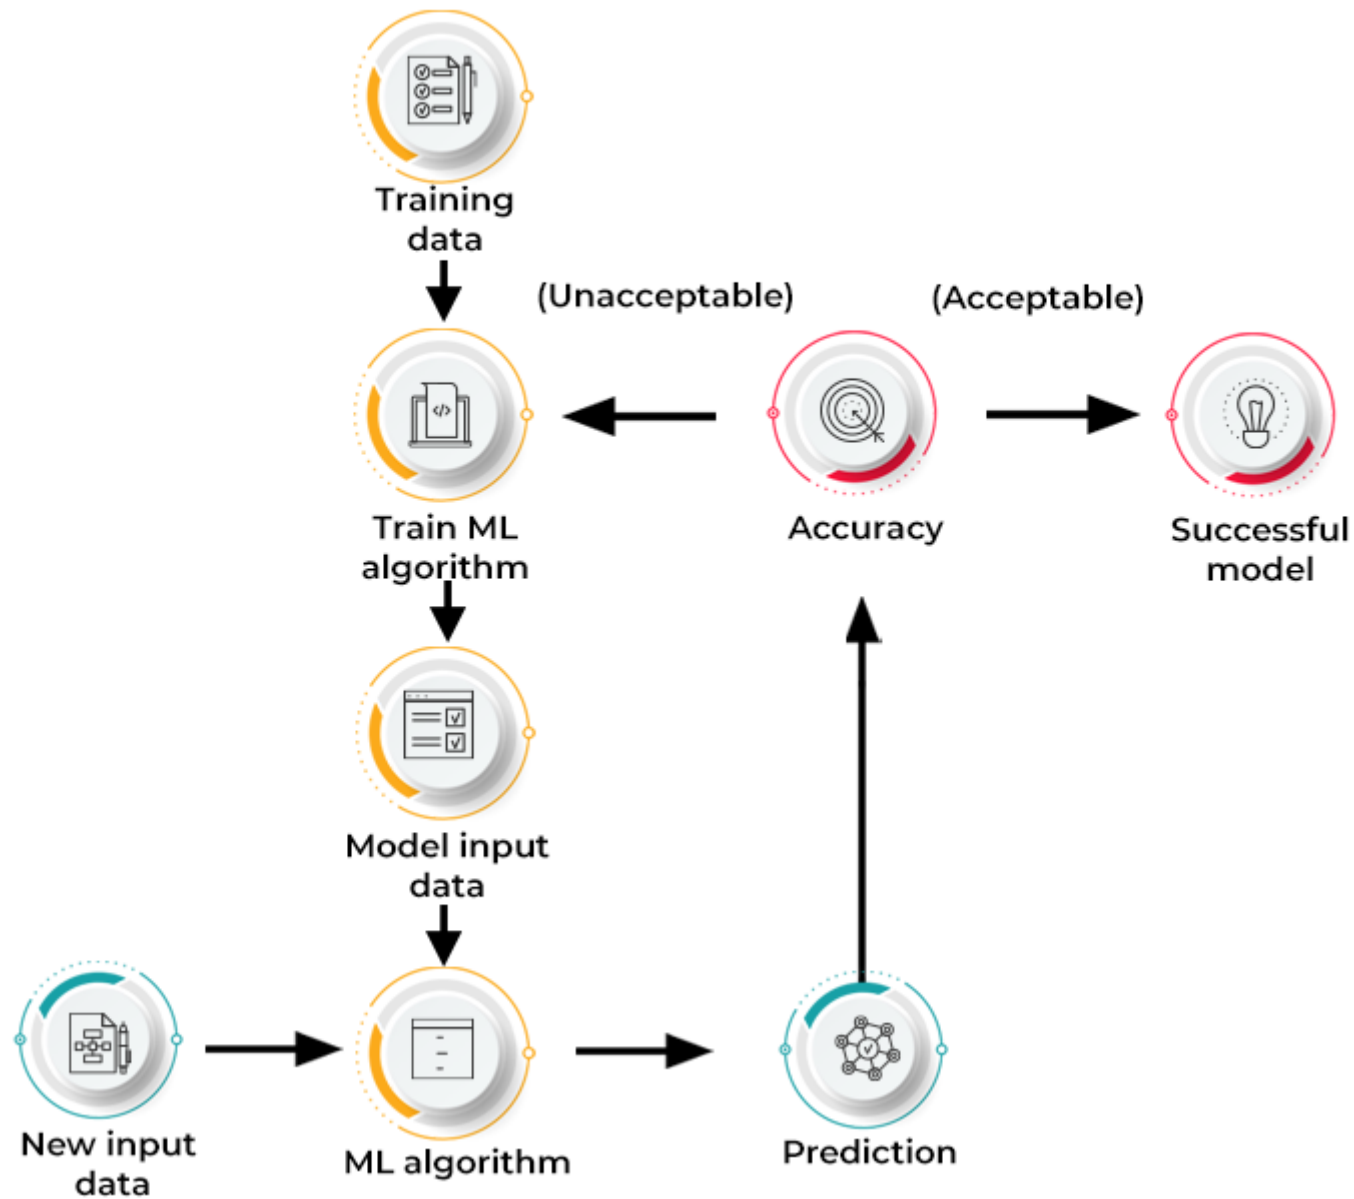 Training
data
(Unacceptable)
(Acceptable)
</>
Train ML
algorithm
Accuracy
Successful
model
Model input
data
New input
data
ML algorithm
Prediction